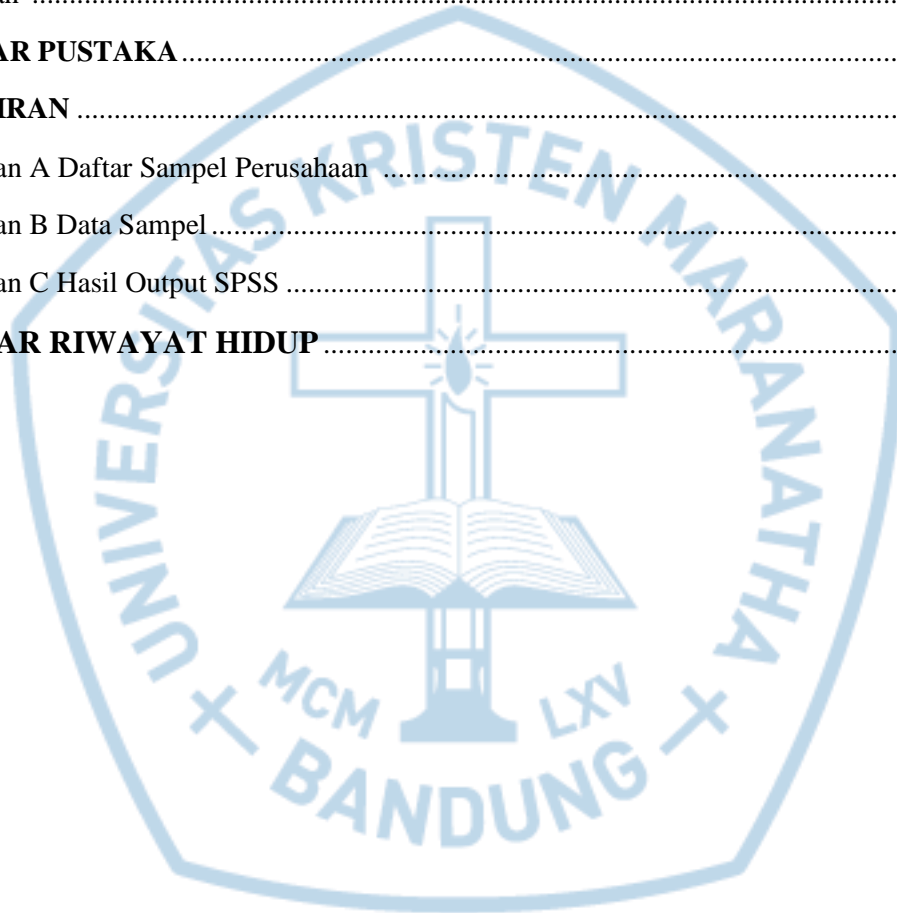 AR PUSTAKA
IRAN
an A Daftar Sampel Perusahaan
an B Data Sampel
an C Hasil Output SPSS
AR RIWAYAT HIDUP
UNIVERSITAS KRISTEN MARANATHA
MCM LXV
BANDUNG